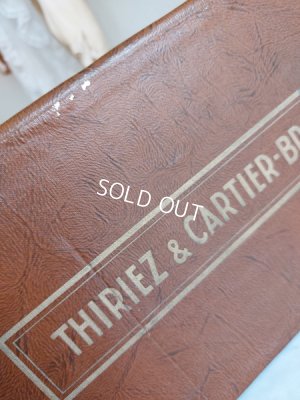 SOLD OUT
THIRIEZ & CARTIER-BR